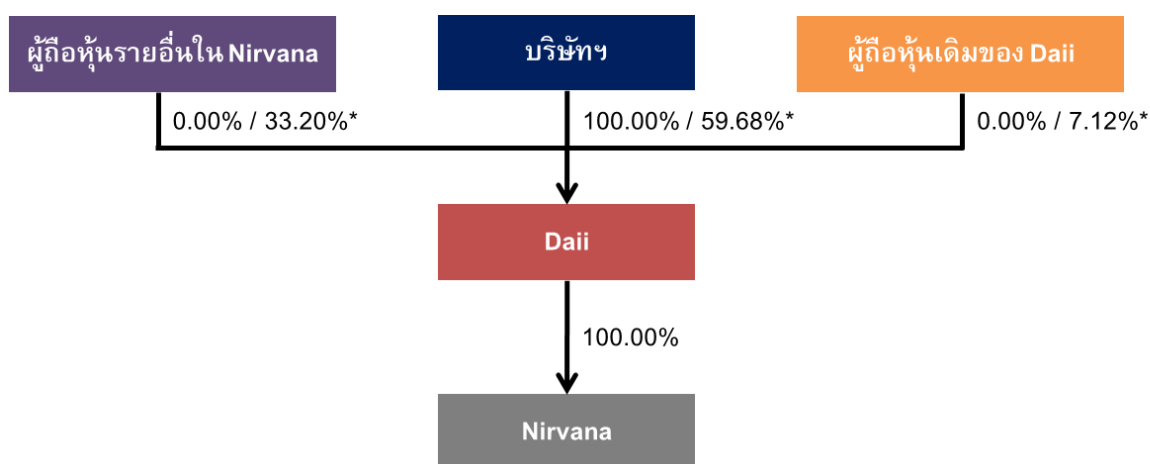 ผู้ถือหุ้นรายอื่นใน Nirvana
บริษัทฯ
ผู้ถือหุ้นเดิมของ Daii
0.00% / 33.20%*
100.00% / 59.68%*
0.00% / 7.12%*
Daii
100.00%
Nirvana